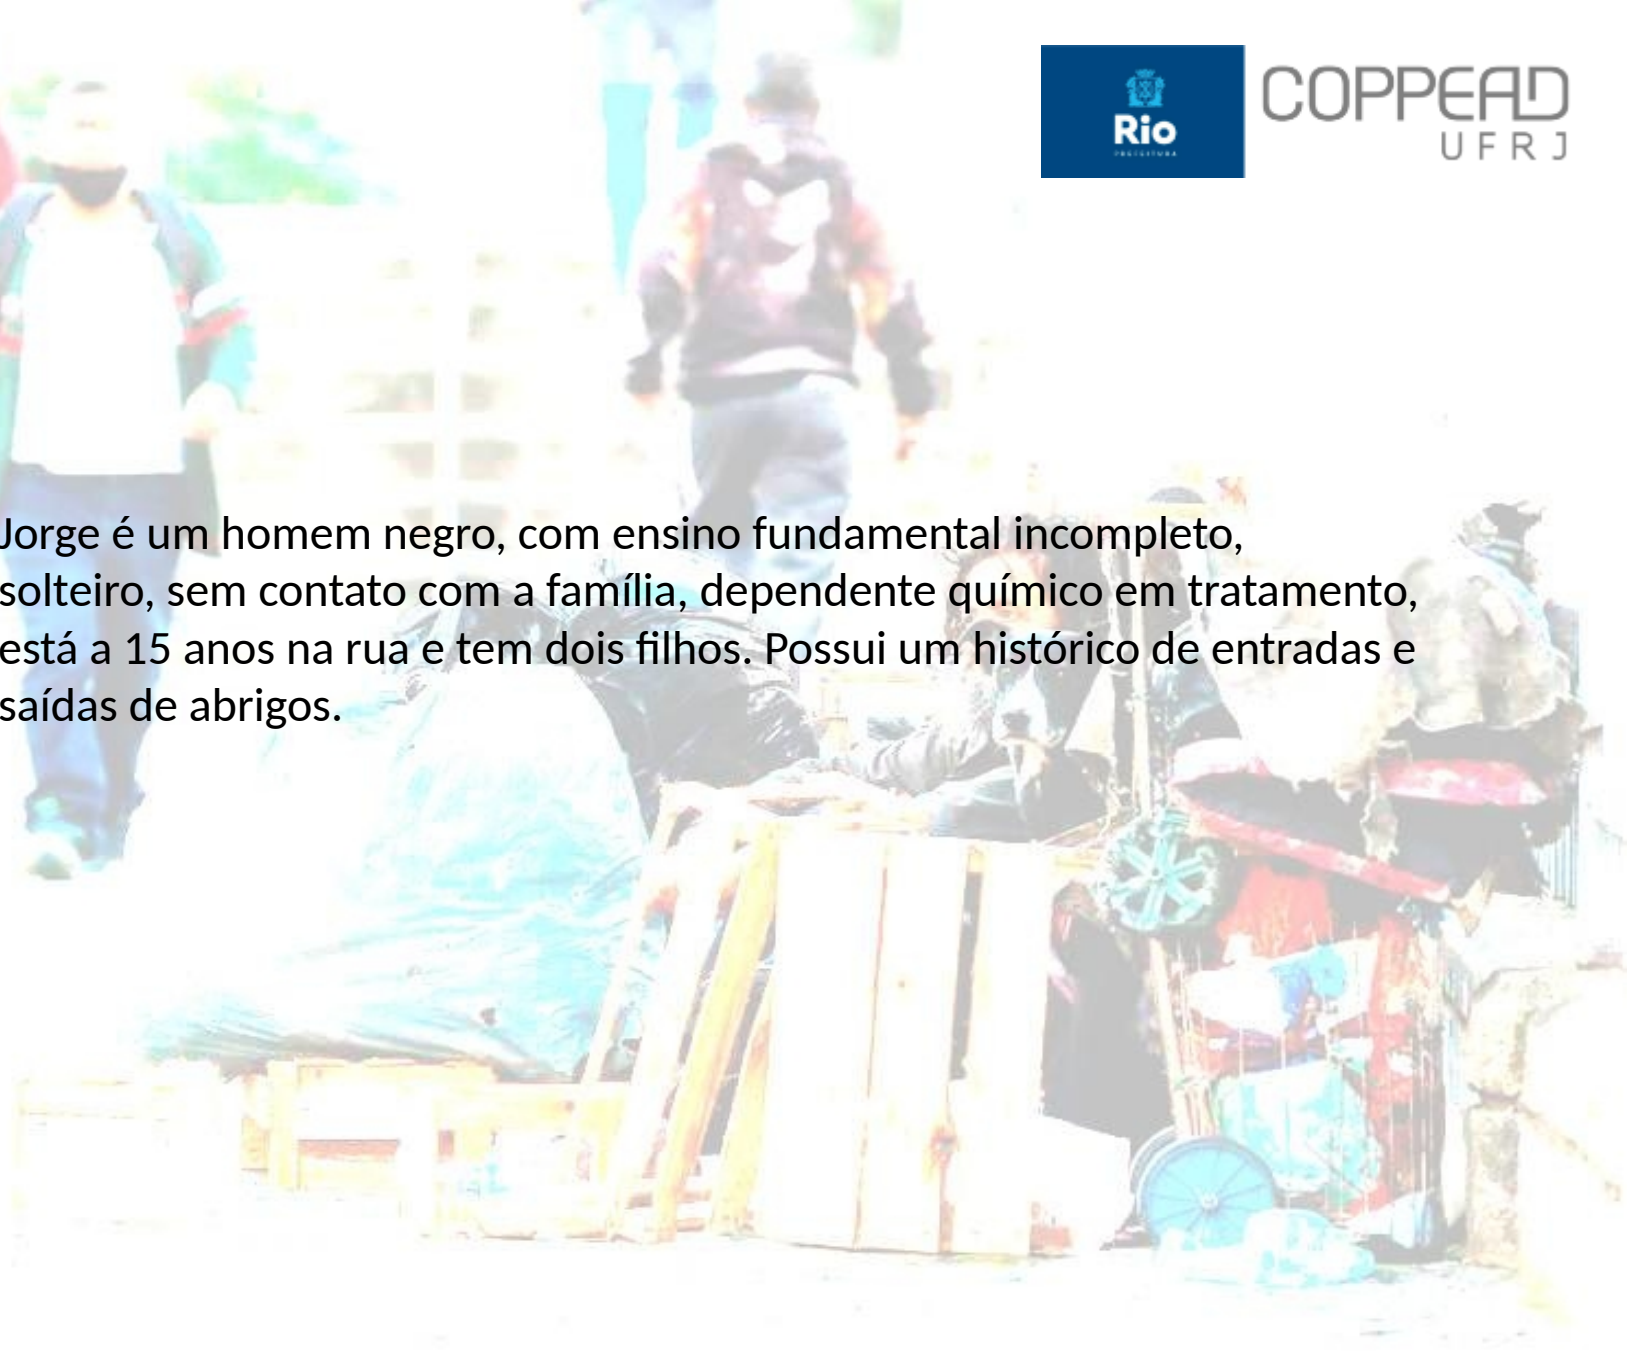 Rio
PREFEITURA
COPPEAD
UFRJ
Jorge é um homem negro, com ensino fundamental incompleto,
solteiro, sem contato com a família, dependente químico em tratamento,
está a 15 anos na rua e tem dois filhos. Possui um histórico de entradas e
saídas de abrigos.